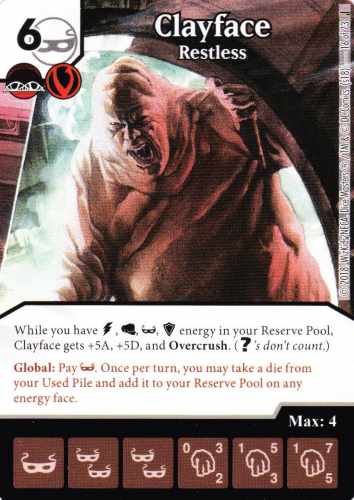 6
Clayface
Restless
While you have , , , energy in your Reserve Pool,
Clayface gets +5A, +5D, and Overcrush. (?'s don't count.)
Global: Pay . Once per turn, you may take a die from
your Used Pile and add it to your Reserve Pool on any
energy face.
Max: 4
0 3
2
1 5
3
1 7
5